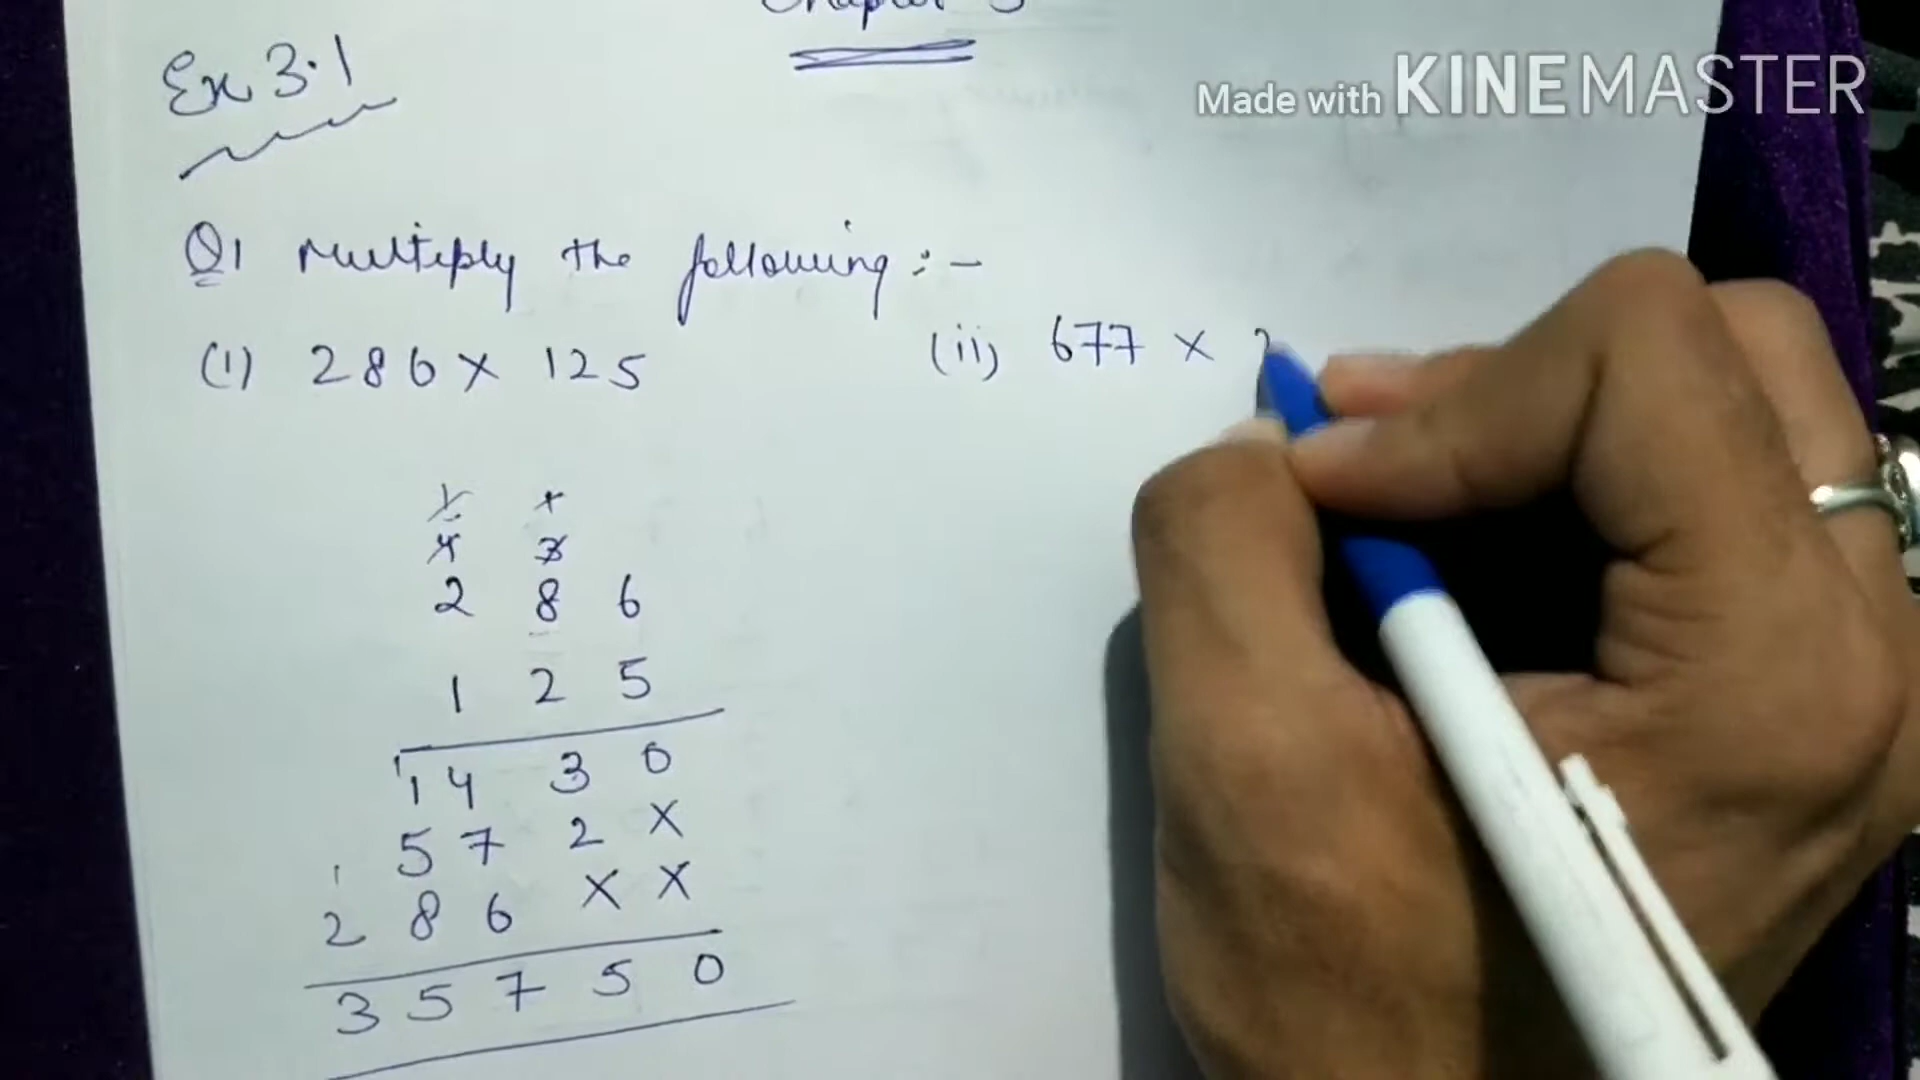 Chapter
Made with KINEMASTER
Ex 3.1
Q1 Multiply the following :-
(i) 286 × 125
(ii) 677 ×
2 8 6
1 2 5
1 4 3 0
5 7 2 ×
2 8 6 × ×
3 5 7 5 0